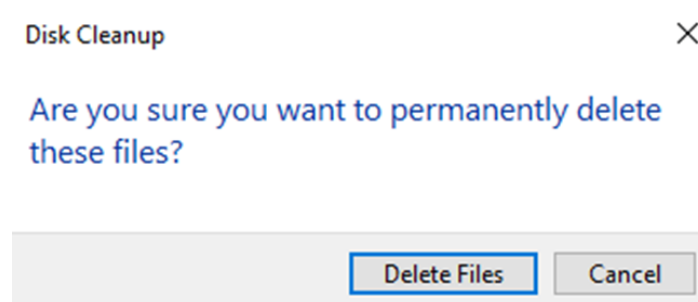 Disk Cleanup
Are you sure you want to permanently delete
these files?
Delete Files
Cancel